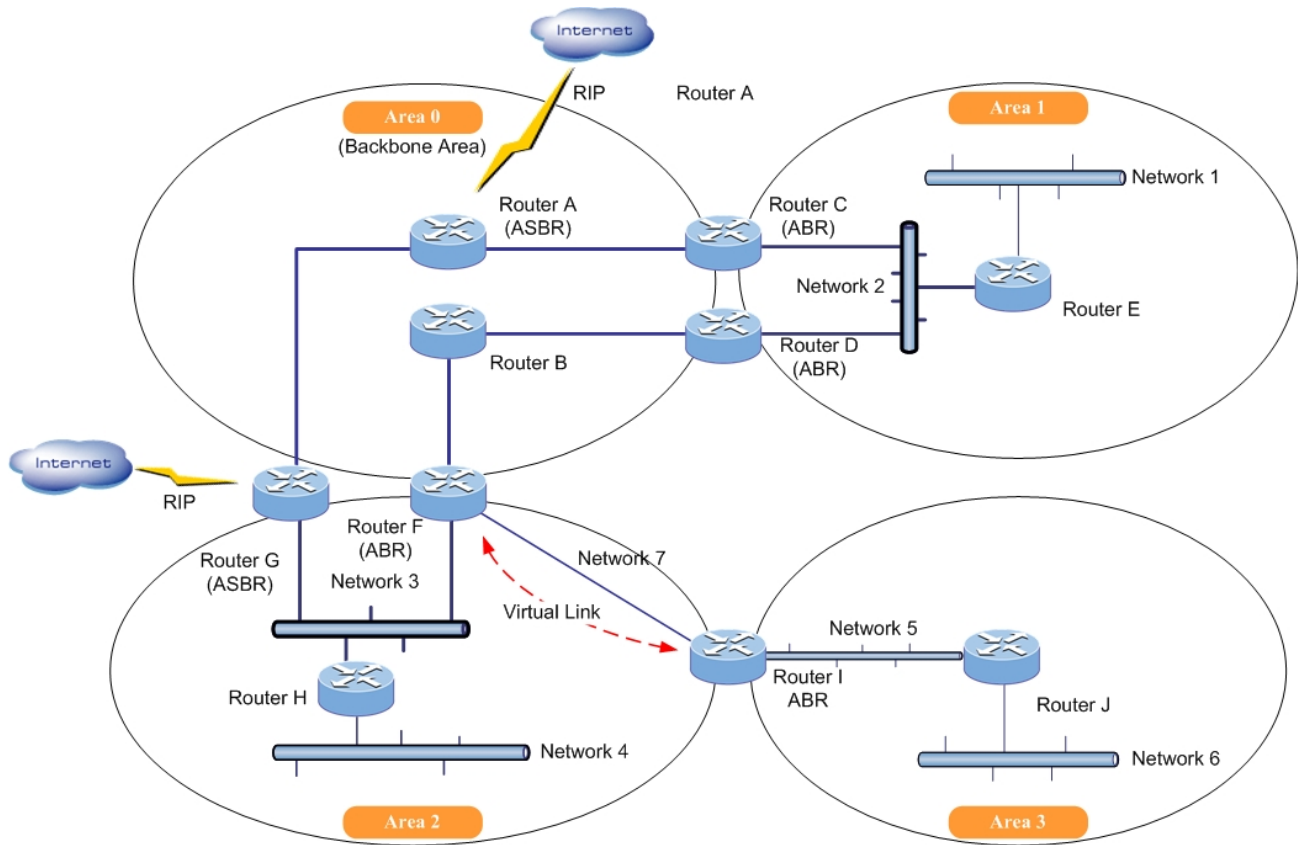 Internet
RIP
Router A
Area 0
(Backbone Area)
Area 1
Network 1
Router A
(ASBR)
Router C
(ABR)
Network 2
Router E
Router B
Router D
(ABR)
Internet
RIP
Router G
(ASBR)
Router F
(ABR)
Network 3
Network 7
Virtual Link
Network 5
Router I
ABR
Router J
Router H
Network 4
Network 6
Area 2
Area 3